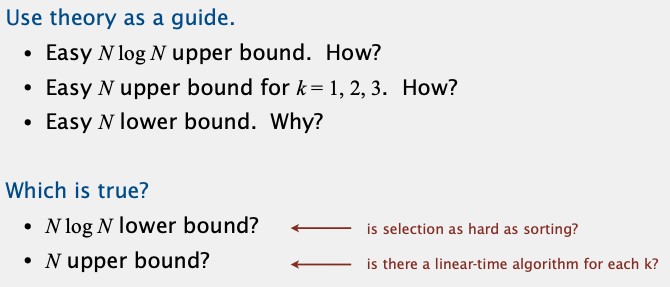 Use theory as a guide.
• Easy N log N upper bound. How?
• Easy N upper bound for k = 1, 2, 3. How?
• Easy N lower bound. Why?
Which is true?
• N log N lower bound? is selection as hard as sorting?
• N upper bound? is there a linear-time algorithm for each k?